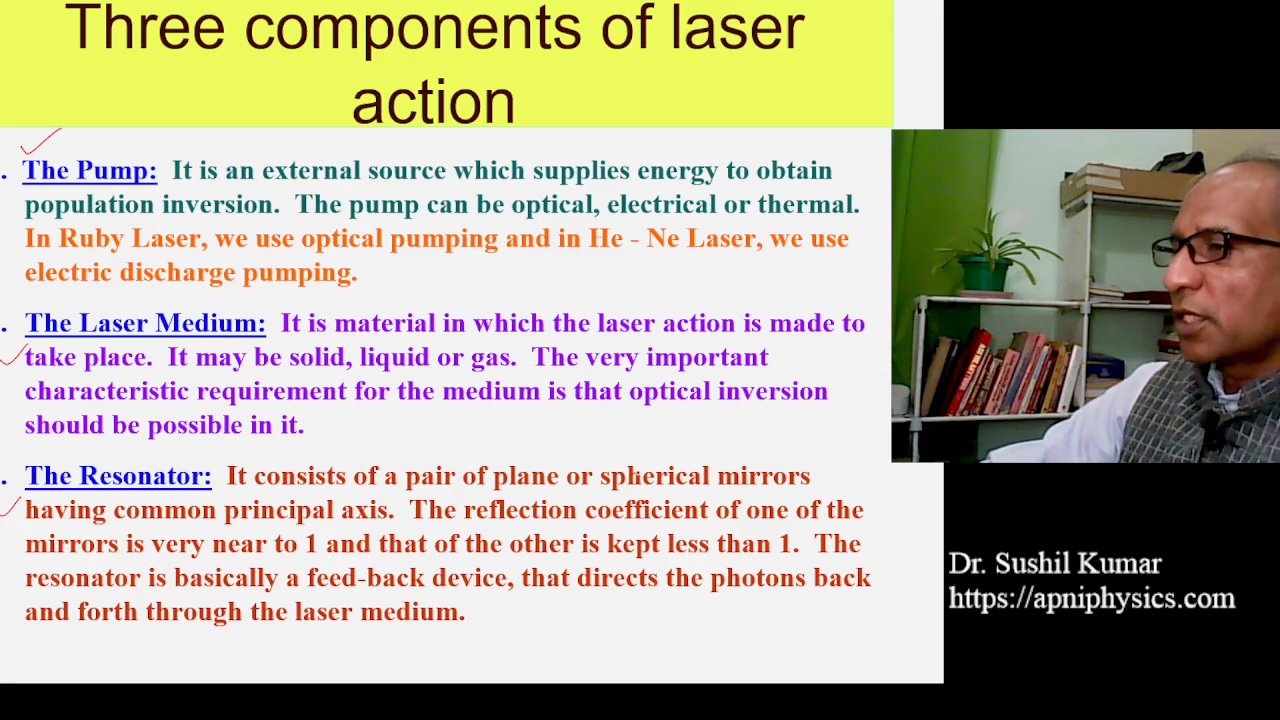 Three components of laser
action
. The Pump: It is an external source which supplies energy to obtain
population inversion. The pump can be optical, electrical or thermal.
In Ruby Laser, we use optical pumping and in He - Ne Laser, we use
electric discharge pumping.
. The Laser Medium: It is material in which the laser action is made to
take place. It may be solid, liquid or gas. The very important
characteristic requirement for the medium is that optical inversion
should be possible in it.
. The Resonator: It consists of a pair of plane or spherical mirrors
having common principal axis. The reflection coefficient of one of the
mirrors is very near to 1 and that of the other is kept less than 1. The
resonator is basically a feed-back device, that directs the photons back
and forth through the laser medium.
Dr. Sushil Kumar
https://apniphysics.com